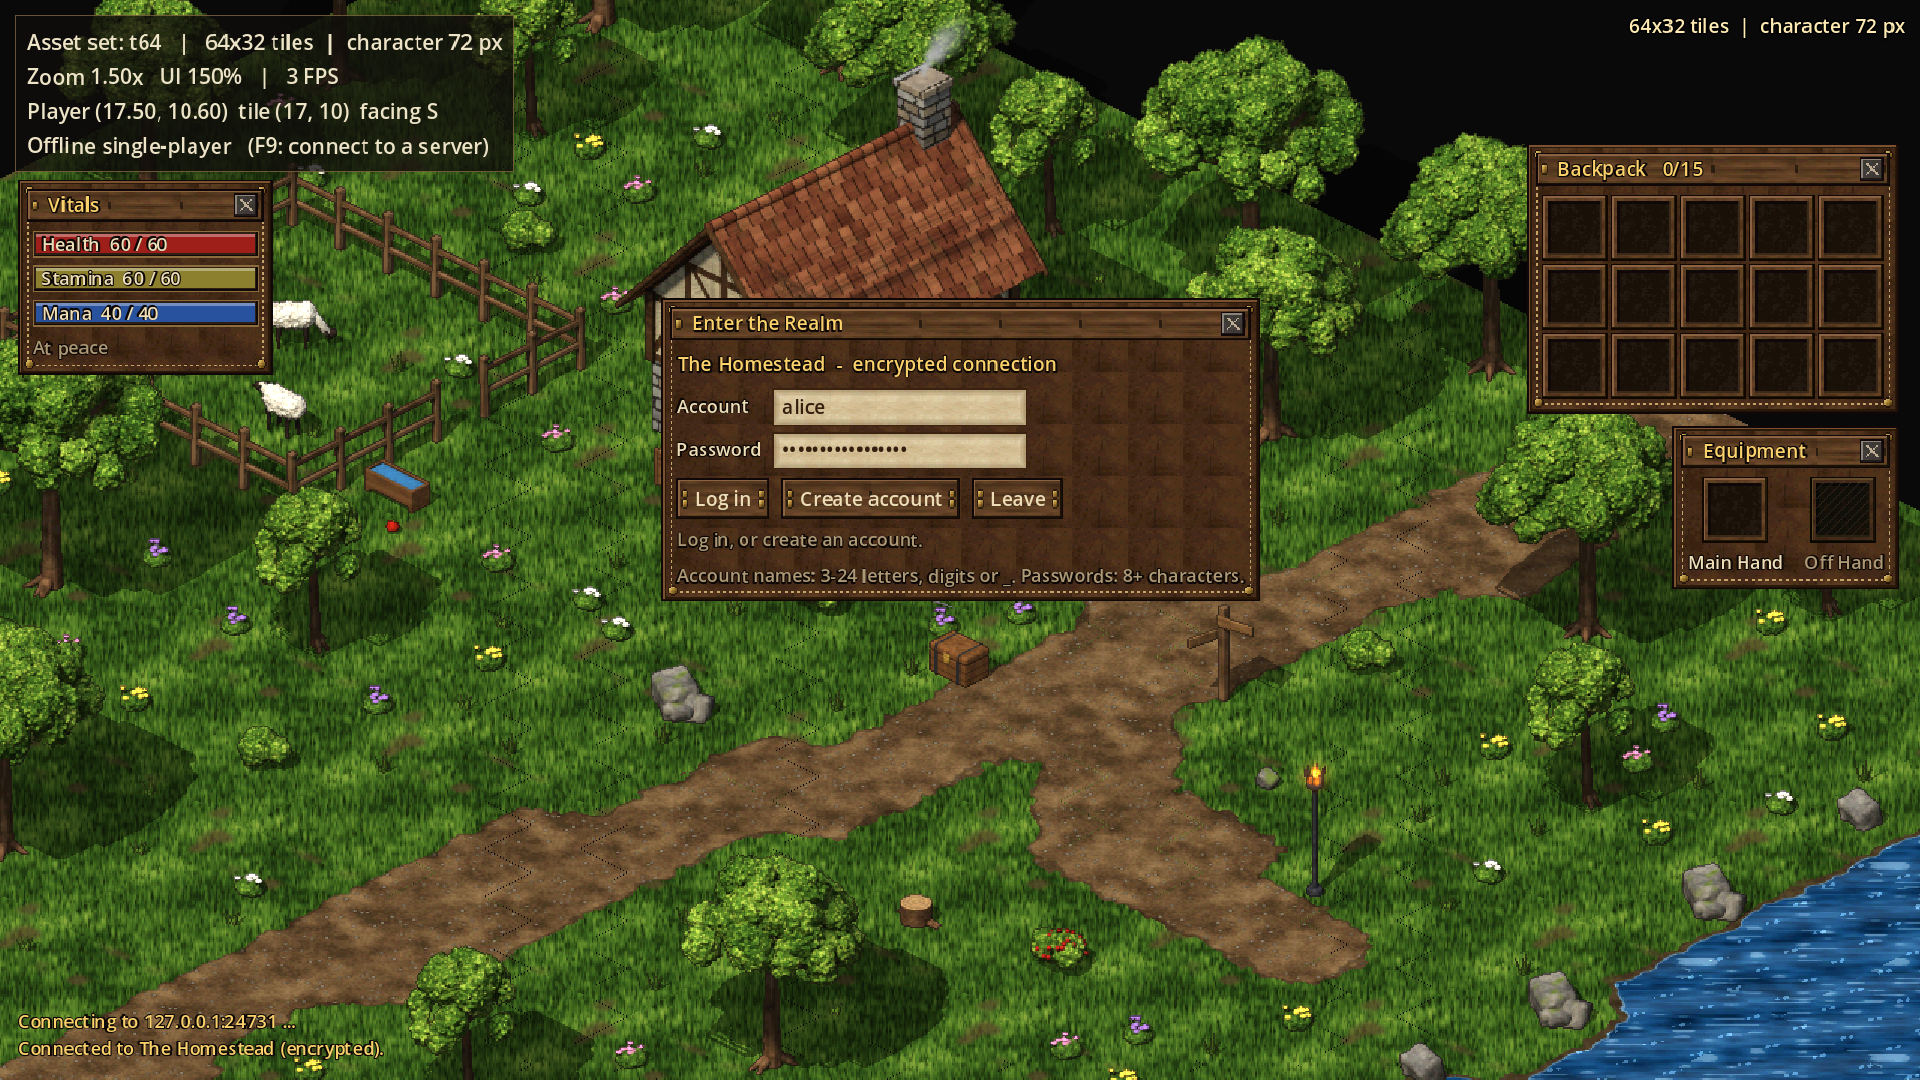 Asset set: t64 | 64x32 tiles | character 72 px
Zoom 1.50x UI 150% | 3 FPS
Player (17.50, 10.60) tile (17, 10) facing S
Offline single-player (F9: connect to a server)
64x32 tiles | character 72 px
Vitals
Health 60 / 60
Stamina 60 / 60
Mana 40 / 40
At peace
Backpack 0/15
Enter the Realm
The Homestead - encrypted connection
Account alice
Password ••••••••••••••••
Log in Create account Leave
Log in, or create an account.
Account names: 3-24 letters, digits or _. Passwords: 8+ characters.
Equipment
Main Hand Off Hand
Connecting to 127.0.0.1:24731 ...
Connected to The Homestead (encrypted).